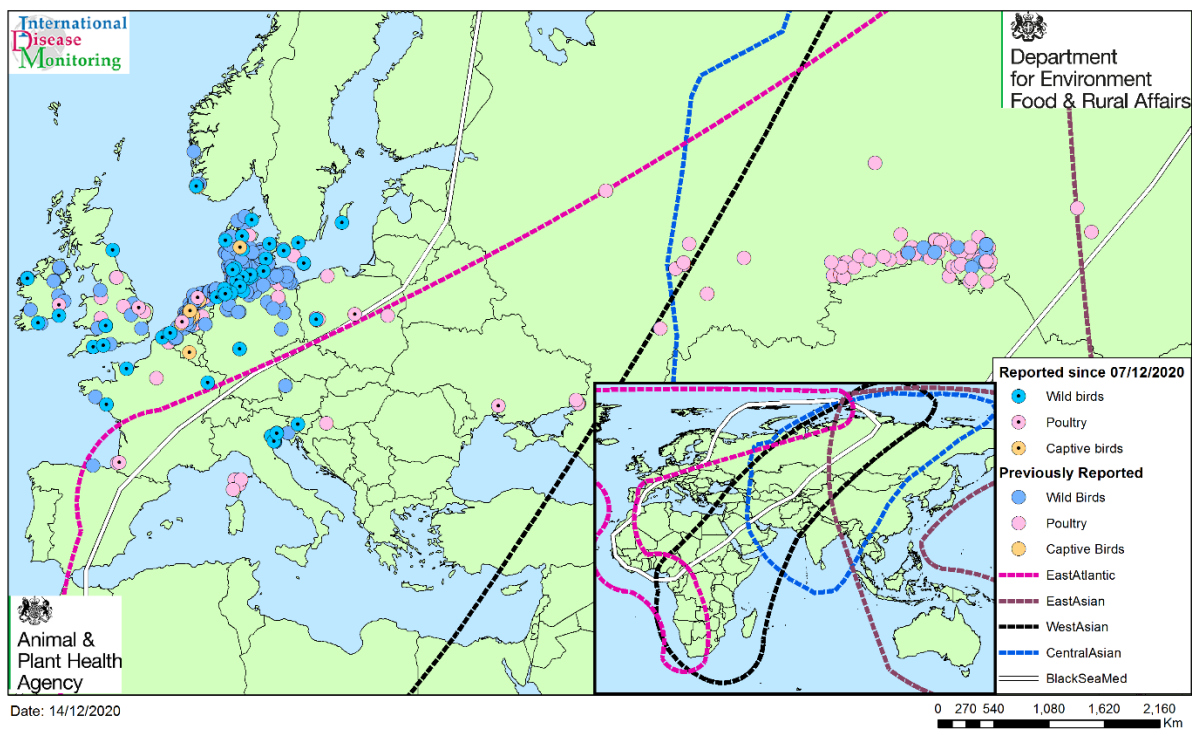 International
Disease
Monitoring
Department
for Environment
Food & Rural Affairs
Reported since 07/12/2020
Wild birds
Poultry
Captive birds
Previously Reported
Wild Birds
Poultry
Captive Birds
EastAtlantic
EastAsian
WestAsian
CentralAsian
BlackSeaMed
Animal &
Plant Health
Agency
Date: 14/12/2020
0 270 540 1,080 1,620 2,160
Km